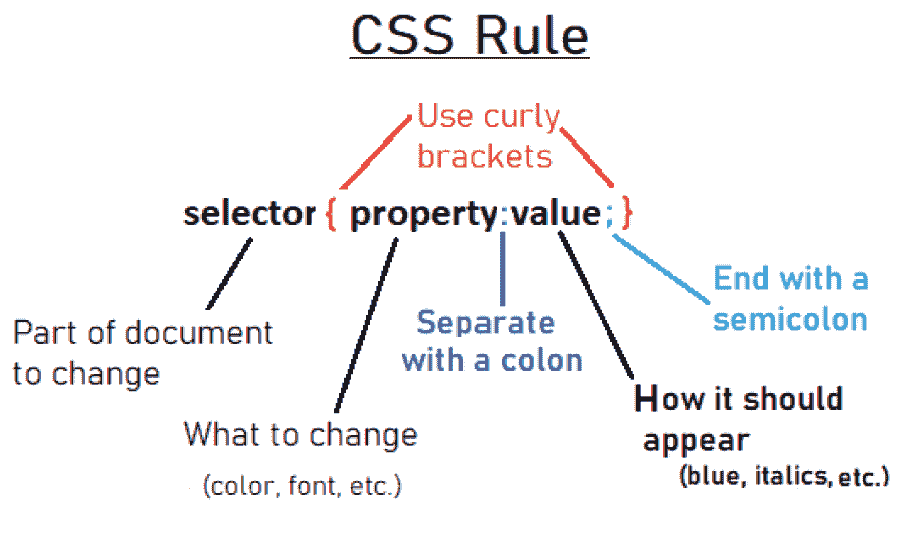 CSS Rule
Use curly
brackets
selector { property:value; }
Part of document
to change
What to change
(color, font, etc.)
Separate
with a colon
End with a
semicolon
How it should
appear
(blue, italics, etc.)